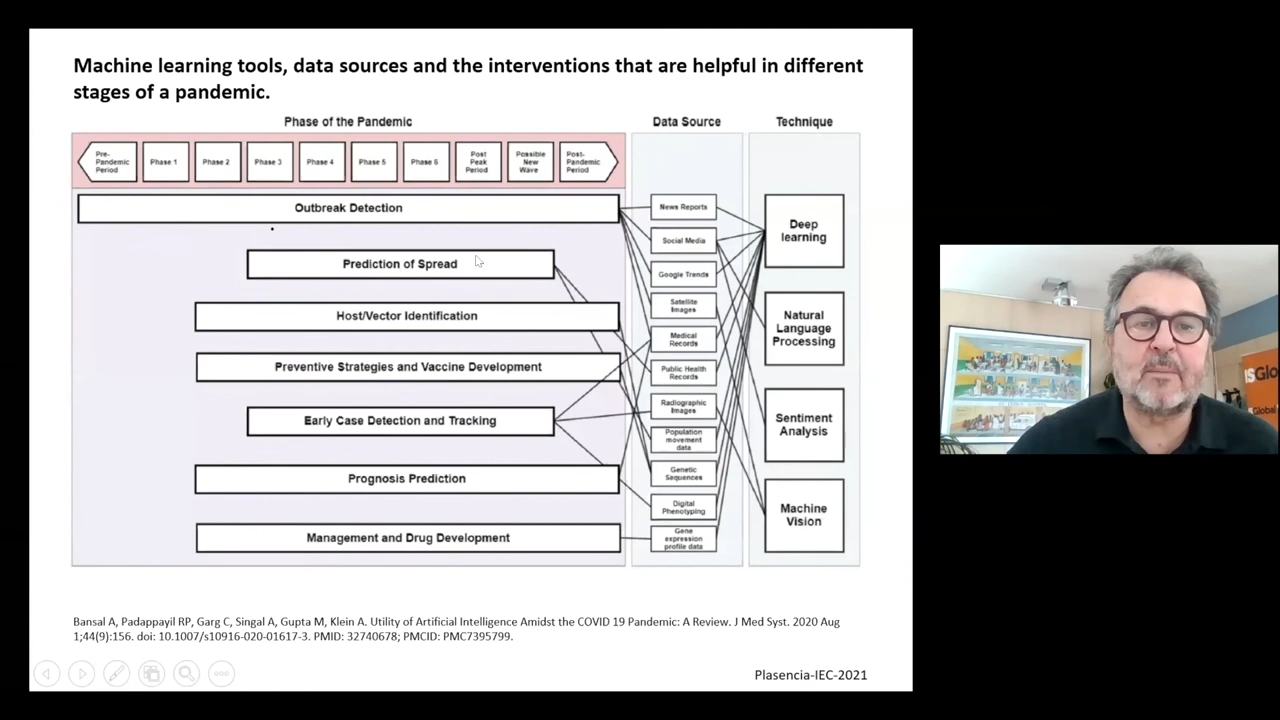 Machine learning tools, data sources and the interventions that are helpful in different
stages of a pandemic.
Phase of the Pandemic
Data Source
Technique
Pre-
Pandemic
Period
Phase 1
Phase 2
Phase 3
Phase 4
Phase 5
Phase 6
Post
Peak
Period
Possible
New
Wave
Post-
Pandemic
Period
Outbreak Detection
Prediction of Spread
Host/Vector Identification
Preventive Strategies and Vaccine Development
Early Case Detection and Tracking
Prognosis Prediction
Management and Drug Development
News Reports
Social Media
Google Trends
Satellite
Images
Medical
Records
Public Health
Records
Radiographic
Images
Population
movement
data
Genetic
Sequences
Digital
Phenotyping
Gene
expression
profile data
Deep
learning
Natural
Language
Processing
Sentiment
Analysis
Machine
Vision
Bansal A, Padappayil RP, Garg C, Singal A, Gupta M, Klein A. Utility of Artificial Intelligence Amidst the COVID 19 Pandemic: A Review. J Med Syst. 2020 Aug
1;44(9):156. doi: 10.1007/s10916-020-01617-3. PMID: 32740678; PMCID: PMC7395799.
Plasencia-IEC-2021
ISGlo
Global